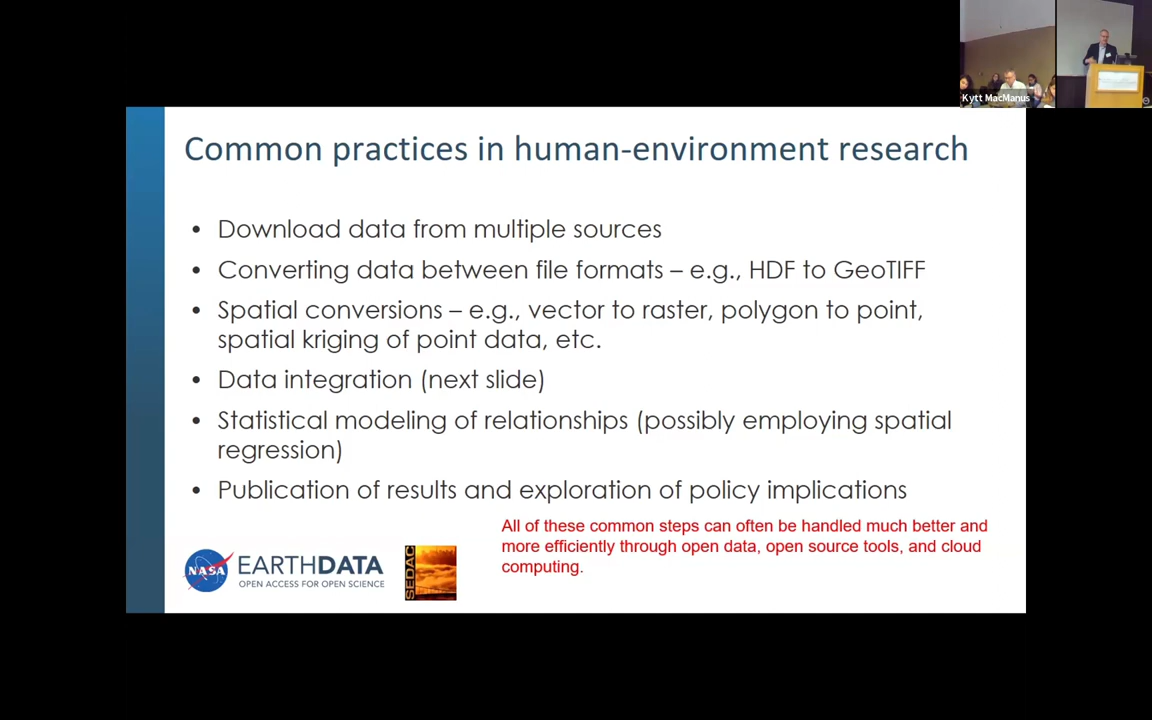 Kytt MacManus
Common practices in human-environment research
• Download data from multiple sources
• Converting data between file formats – e.g., HDF to GeoTIFF
• Spatial conversions – e.g., vector to raster, polygon to point,
spatial kriging of point data, etc.
• Data integration (next slide)
• Statistical modeling of relationships (possibly employing spatial
regression)
• Publication of results and exploration of policy implications
All of these common steps can often be handled much better and
more efficiently through open data, open source tools, and cloud
computing.
NASA
EARTHDATA
OPEN ACCESS FOR OPEN SCIENCE
SEDAC